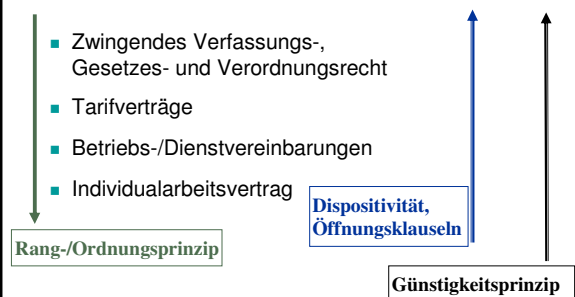 Zwingendes Verfassungs-,
Gesetzes- und Verordnungsrecht
Tarifverträge
Betriebs-/Dienstvereinbarungen
Individualarbeitsvertrag
Dispositivität,
Öffnungsklauseln
Rang-/Ordnungsprinzip
Günstigkeitsprinzip